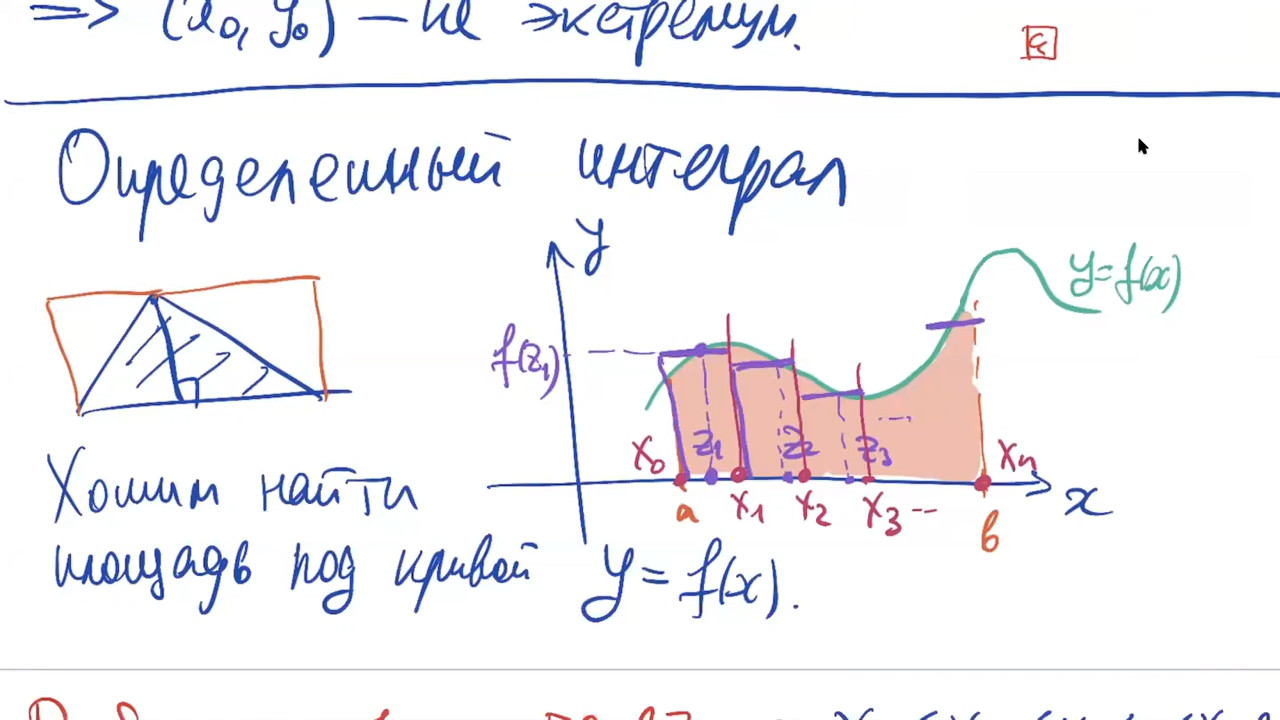 => (x₀, y₀) — не экстремум.
Определенный интеграл
y
y=f(x)
f(z₁)
x₀ z₁ z₂ z₃ xₙ
a x₁ x₂ x₃ -- b x
Хотим найти
площадь под кривой y = f(x).